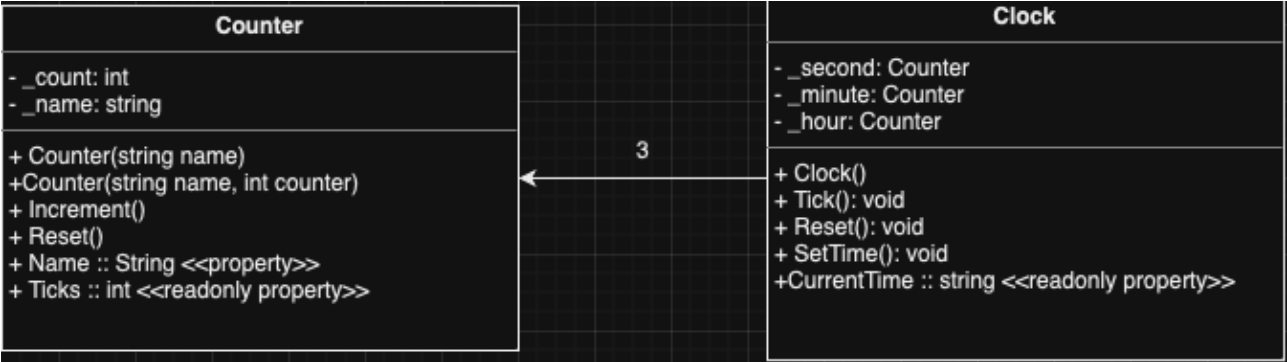 Counter
- _count: int
- _name: string
+ Counter(string name)
+Counter(string name, int counter)
+ Increment()
+ Reset()
+ Name :: String <<property>>
+ Ticks :: int <<readonly property>>
3
Clock
- _second: Counter
- _minute: Counter
- _hour: Counter
+ Clock()
+ Tick(): void
+ Reset(): void
+ SetTime(): void
+CurrentTime :: string <<readonly property>>